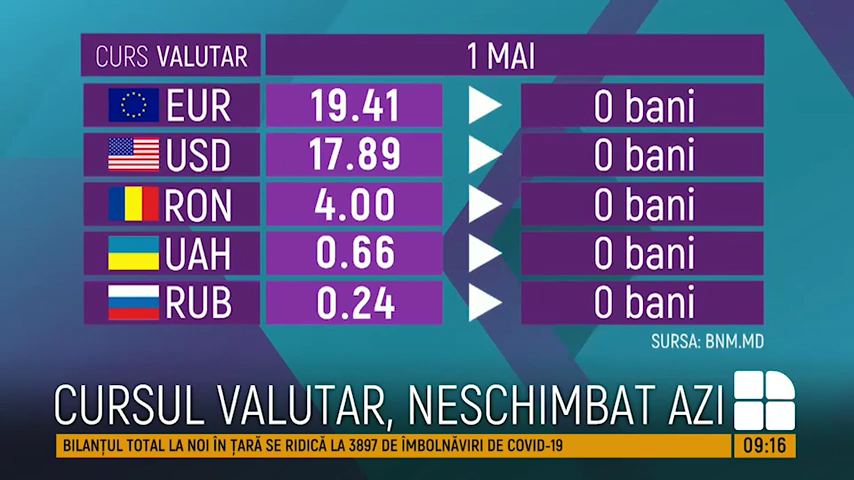 CURS VALUTAR 1 MAI
EUR 19.41 0 bani
USD 17.89 0 bani
RON 4.00 0 bani
UAH 0.66 0 bani
RUB 0.24 0 bani
SURSA: BNM.MD
CURSUL VALUTAR, NESCHIMBAT AZI
BILANȚUL TOTAL LA NOI ÎN ȚARĂ SE RIDICĂ LA 3897 DE ÎMBOLNĂVIRI DE COVID-19 09:16